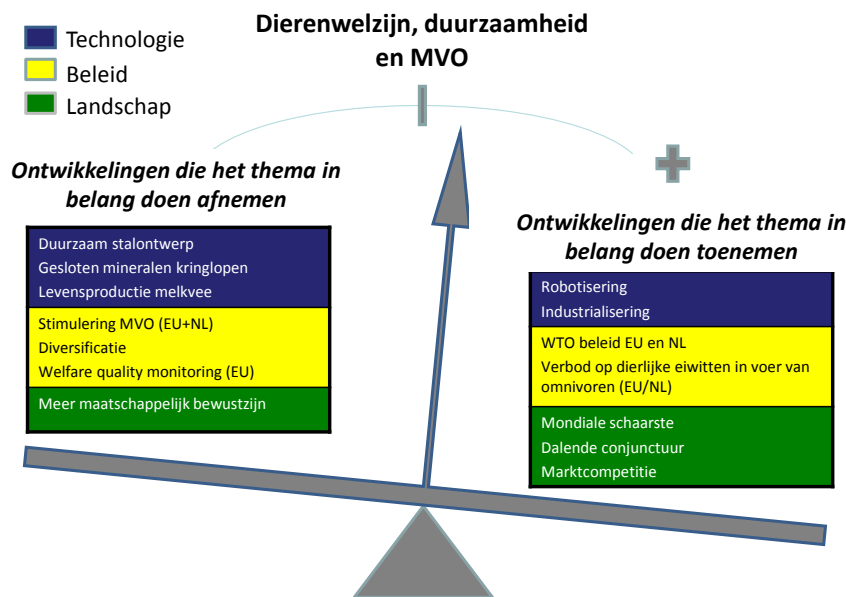 Dierenwelzijn, duurzaamheid
en MVO
Technologie
Beleid
Landschap
Ontwikkelingen die het thema in
belang doen afnemen
Duurzaam stalontwerp
Gesloten mineralen kringlopen
Levensproductie melkvee
Stimulering MVO (EU+NL)
Diversificatie
Welfare quality monitoring (EU)
Meer maatschappelijk bewustzijn
Ontwikkelingen die het thema in
belang doen toenemen
Robotisering
Industrialisering
WTO beleid EU en NL
Verbod op dierlijke eiwitten in voer van
omnivoren (EU/NL)
Mondiale schaarste
Dalende conjunctuur
Marktcompetitie